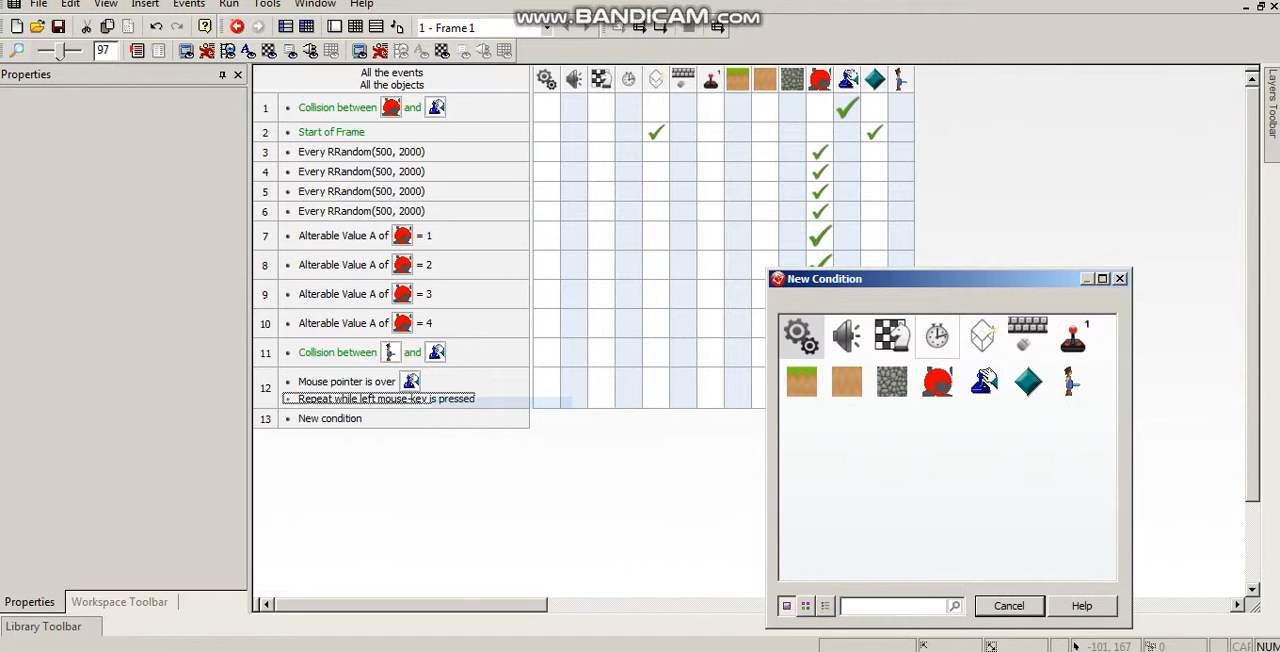 File Edit View Insert Events Run Tools Window Help
www.BANDICAM.com
1 - Frame 1
97
Properties
All the events
All the objects
1 • Collision between and
2 • Start of Frame
3 • Every RRandom(500, 2000)
4 • Every RRandom(500, 2000)
5 • Every RRandom(500, 2000)
6 • Every RRandom(500, 2000)
7 • Alterable Value A of = 1
8 • Alterable Value A of = 2
9 • Alterable Value A of = 3
10 • Alterable Value A of = 4
11 • Collision between and
12 • Mouse pointer is over
• Repeat while left mouse-key is pressed
13 • New condition
New Condition
1
Cancel Help
Layers Toolbar
Properties Workspace Toolbar
Library Toolbar
-101, 167 0 CAP NUM